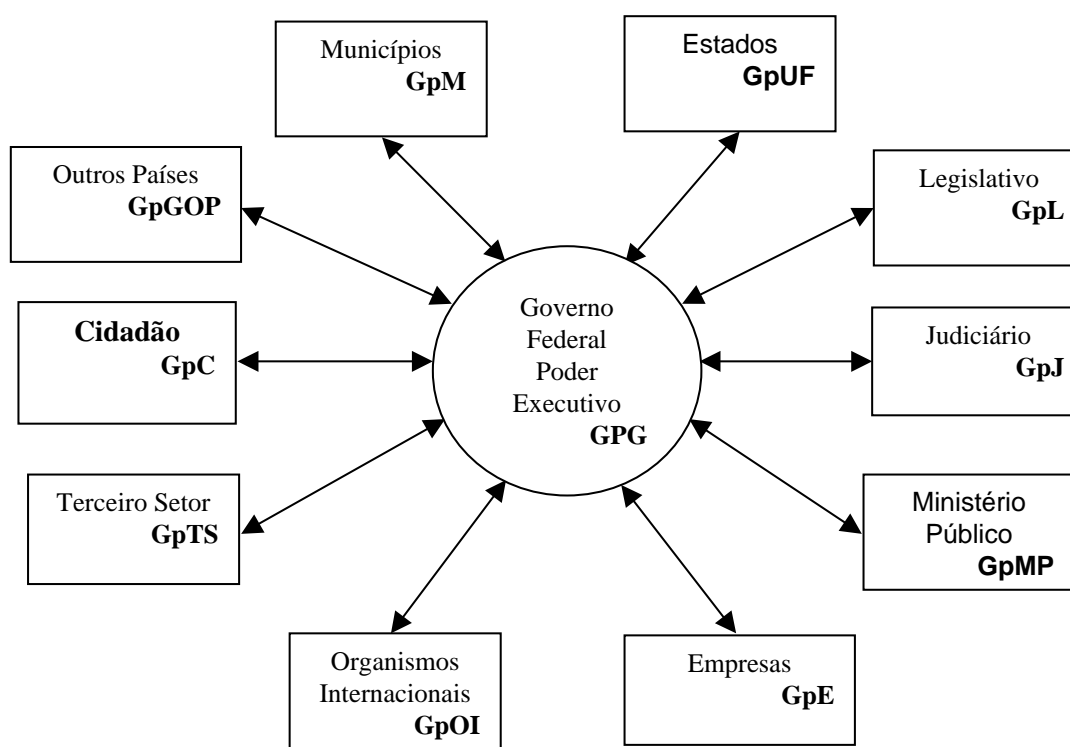 Municípios
GpM
Estados
GpUF
Outros Países
GpGOP
Legislativo
GpL
Governo
Federal
Poder
Executivo
GPG
Cidadão
GpC
Judiciário
GpJ
Terceiro Setor
GpTS
Ministério
Público
GpMP
Organismos
Internacionais
GpOI
Empresas
GpE